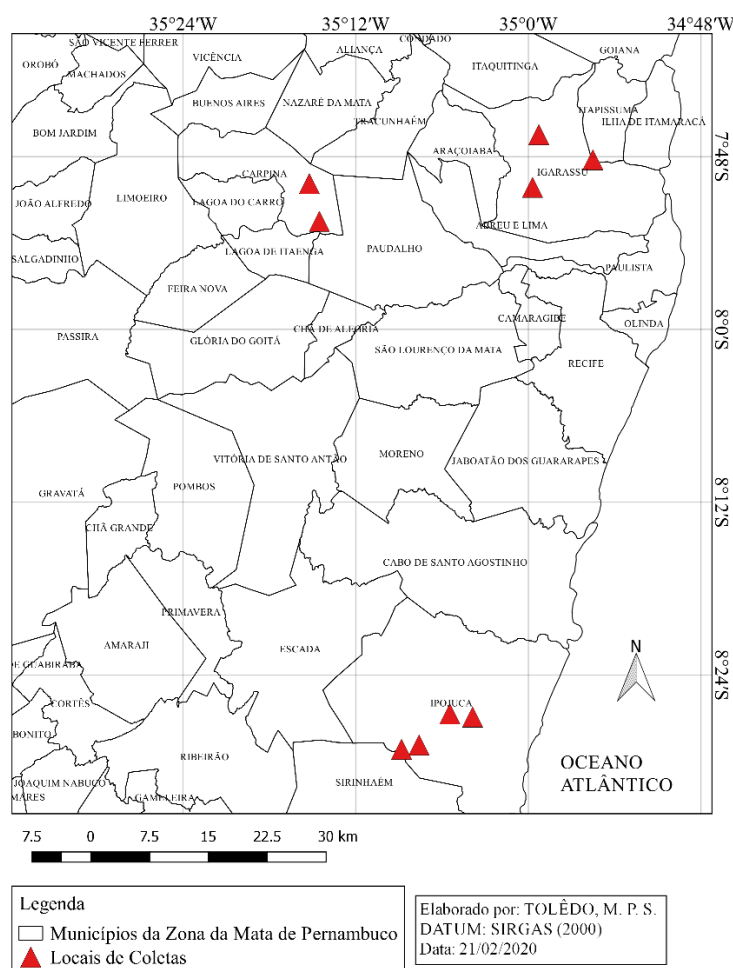 35°24'W
35°12'W
35°0'W
34°48'W
SÃO VICENTE FERRER
VICÊNCIA
ALIANÇA
CONDADO
ITAQUITINGA
GOIANA
OROBÓ
MACHADOS
BUENOS AIRES
NAZARÉ DA MATA
TRACUNHAÉM
ITAPISSUMA
ILHA DE ITAMARACÁ
BOM JARDIM
ARAÇOIABA
7°48'S
LIMOEIRO
CARPINA
IGARASSU
JOÃO ALFREDO
LAGOA DO CARRO
ABREU E LIMA
SALGADINHO
LAGOA DE ITAENGA
PAUDALHO
PAULISTA
FEIRA NOVA
CAMARAGIBE
OLINDA
PASSIRA
GLÓRIA DO GOITÁ
CHÃ DE ALEGRIA
SÃO LOURENÇO DA MATA
RECIFE
8°0'S
VITÓRIA DE SANTO ANTÃO
MORENO
JABOATÃO DOS GUARARAPES
GRAVATÁ
POMBOS
8°12'S
CHÃ GRANDE
CABO DE SANTO AGOSTINHO
PRIMAVERA
AMARAJI
ESCADA
N
DE GUABIRABA
8°24'S
CORTÊS
IPOJUCA
BONITO
RIBEIRÃO
OCEANO
ATLÂNTICO
JOAQUIM NABUCO
SIRINHAÉM
MARES
GAMELEIRA
7.5 0 7.5 15 22.5 30 km
Legenda
Municípios da Zona da Mata de Pernambuco
Locais de Coletas
Elaborado por: TOLÊDO, M. P. S.
DATUM: SIRGAS (2000)
Data: 21/02/2020